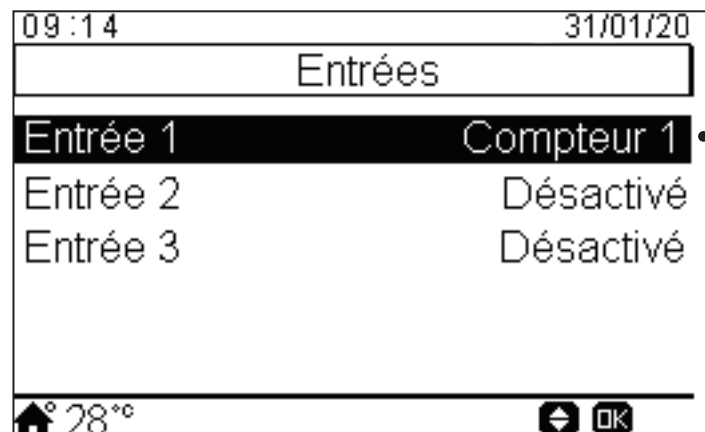 09:14 31/01/20
Entrées
Entrée 1 Compteur 1
Entrée 2 Désactivé
Entrée 3 Désactivé
28°c OK